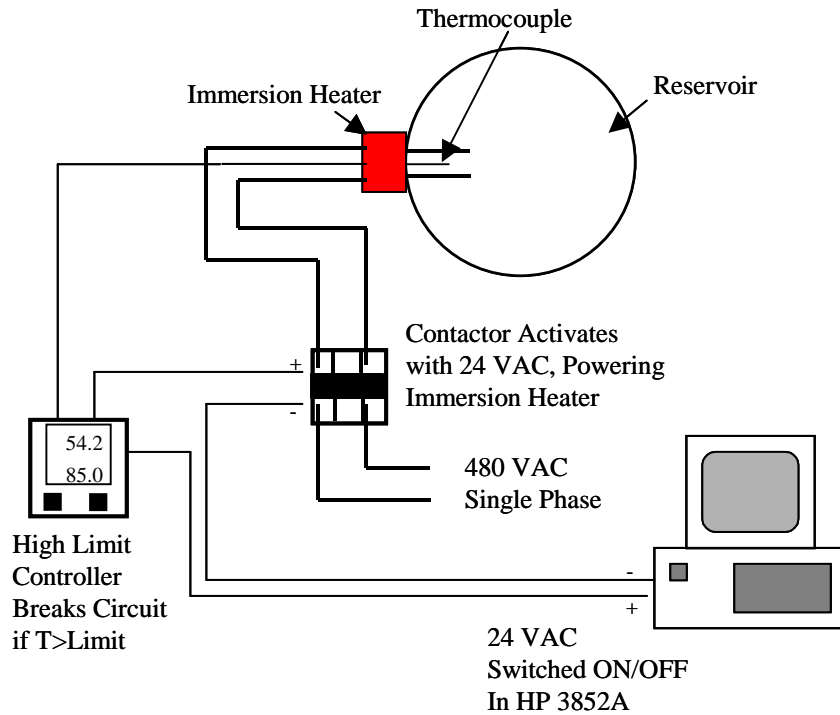 Thermocouple
Immersion Heater
Reservoir
Contactor Activates
with 24 VAC, Powering
Immersion Heater
+
-
54.2
85.0
480 VAC
Single Phase
High Limit
Controller
Breaks Circuit
if T>Limit
-
+
24 VAC
Switched ON/OFF
In HP 3852A